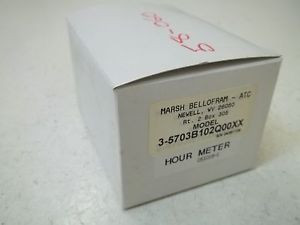 MARSH BELLOFRAM - ATC
NEWELL, WV 26050
Rt. 2 Box 305
MODEL
3-5703B102Q00XX
HOUR METER